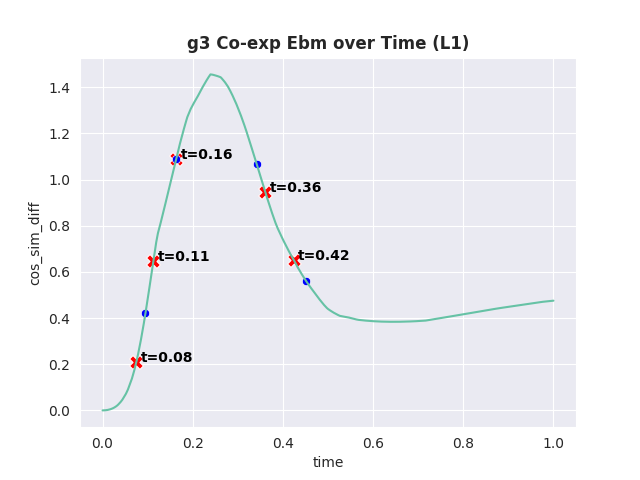 g3 Co-exp Ebm over Time (L1)
1.4
1.2
1.0
0.8
0.6
0.4
0.2
0.0
cos_sim_diff
t=0.16
t=0.36
t=0.11
t=0.42
t=0.08
0.0 0.2 0.4 0.6 0.8 1.0
time